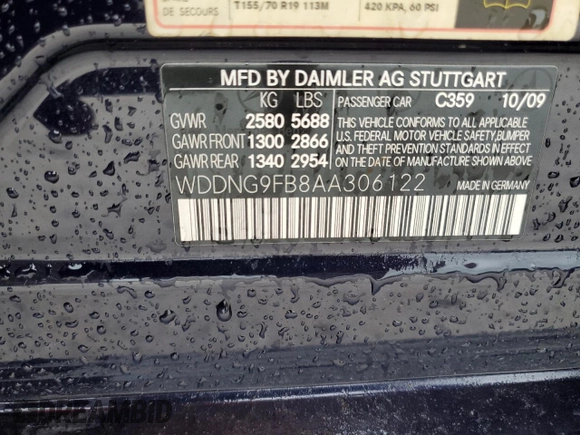 DE SECOURS T155/70 R19 113M 420 KPA, 60 PSI
MFD BY DAIMLER AG STUTTGART
KG LBS PASSENGER CAR C359 10/09
GVWR 2580 5688
GAWR FRONT 1300 2866
GAWR REAR 1340 2954
THIS VEHICLE CONFORMS TO ALL APPLICABLE
U.S. FEDERAL MOTOR VEHICLE SAFETY, BUMPER
AND THEFT PREVENTION STANDARDS IN EFFECT
ON THE DATE OF MANUFACTURE SHOWN ABOVE.
WDDNG9FB8AA306122 MADE IN GERMANY
DREAMBID